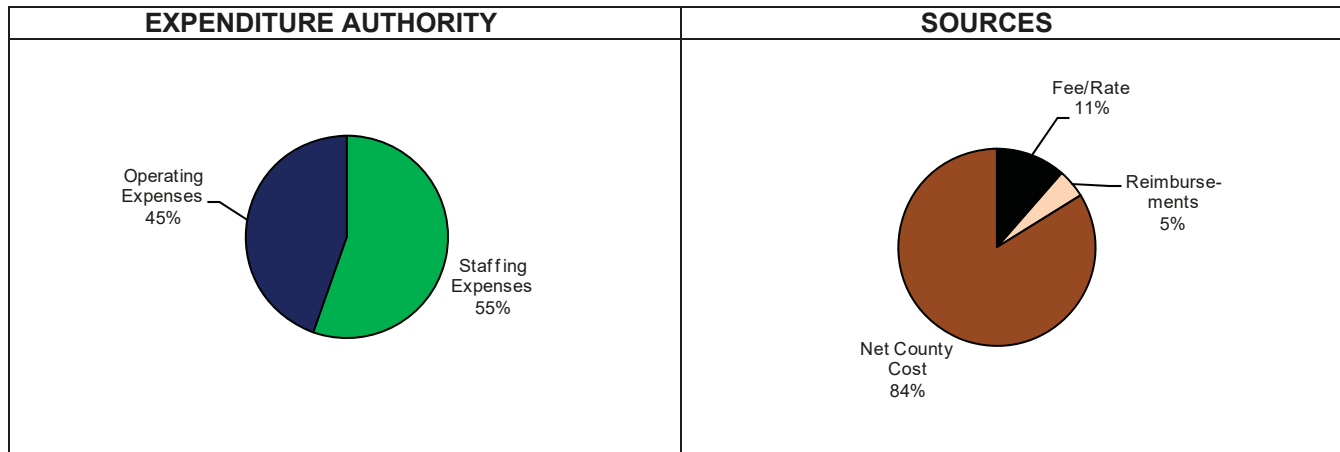 EXPENDITURE AUTHORITY
Operating
Expenses
45%
Staffing
Expenses
55%
SOURCES
Fee/Rate
11%
Reimburse-
ments
5%
Net County
Cost
84%